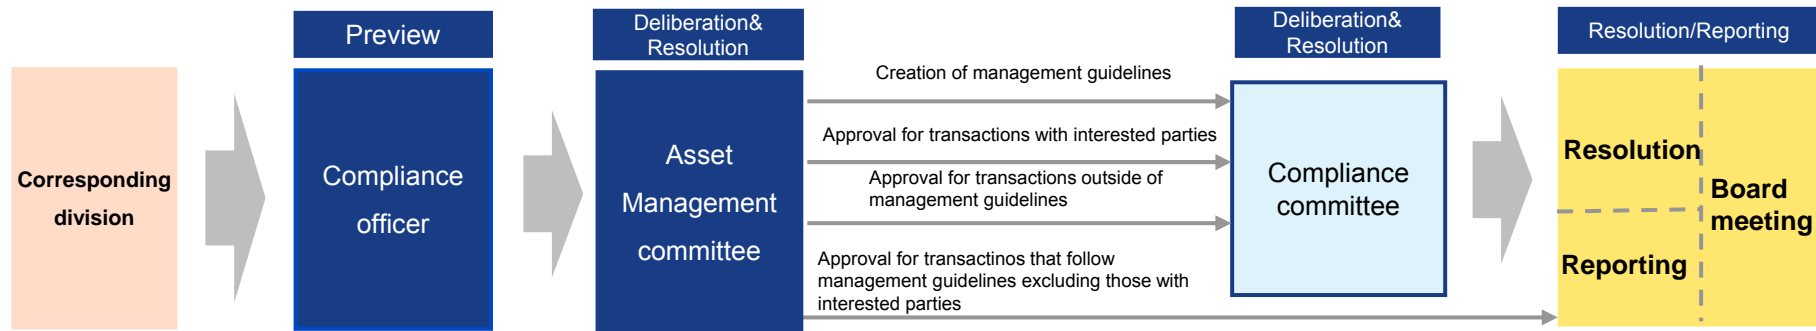 Corresponding
division
Preview
Compliance
officer
Deliberation&
Resolution
Asset
Management
committee
Creation of management guidelines
Approval for transactions with interested parties
Approval for transactions outside of
management guidelines
Approval for transactinos that follow
management guidelines excluding those with
interested parties
Deliberation&
Resolution
Compliance
committee
Resolution/Reporting
Resolution
Reporting
Board
meeting